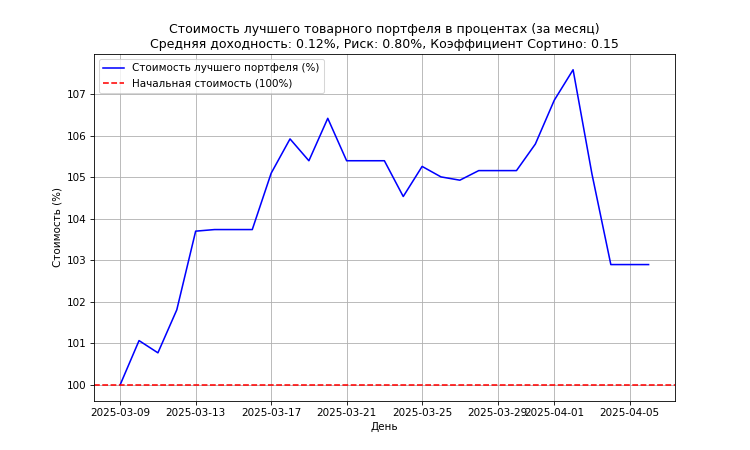 Стоимость лучшего товарного портфеля в процентах (за месяц)
Средняя доходность: 0.12%, Риск: 0.80%, Коэффициент Сортино: 0.15
Стоимость лучшего портфеля (%)
Начальная стоимость (100%)
Стоимость (%)
107
106
105
104
103
102
101
100
2025-03-09 2025-03-13 2025-03-17 2025-03-21 2025-03-25 2025-03-29 2025-04-01 2025-04-05
День